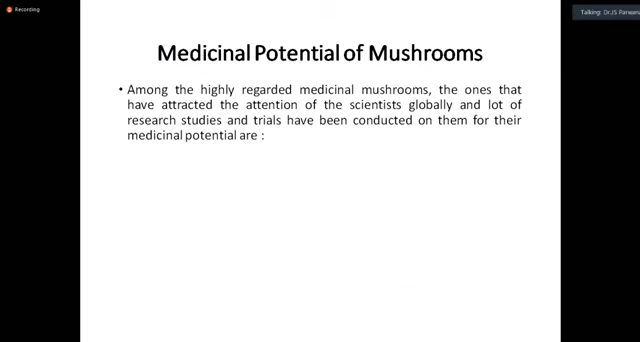 Recording
Talking: Dr.JS
Medicinal Potential of Mushrooms
• Among the highly regarded medicinal mushrooms, the ones that
have attracted the attention of the scientists globally and lot of
research studies and trials have been conducted on them for their
medicinal potential are :